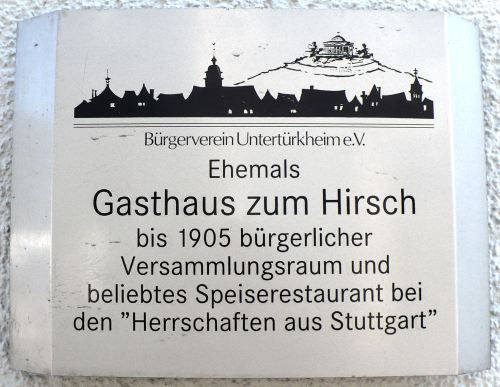 Bürgerverein Untertürkheim e.V.
Ehemals
Gasthaus zum Hirsch
bis 1905 bürgerlicher
Versammlungsraum und
beliebtes Speiserestaurant bei
den "Herrschaften aus Stuttgart"